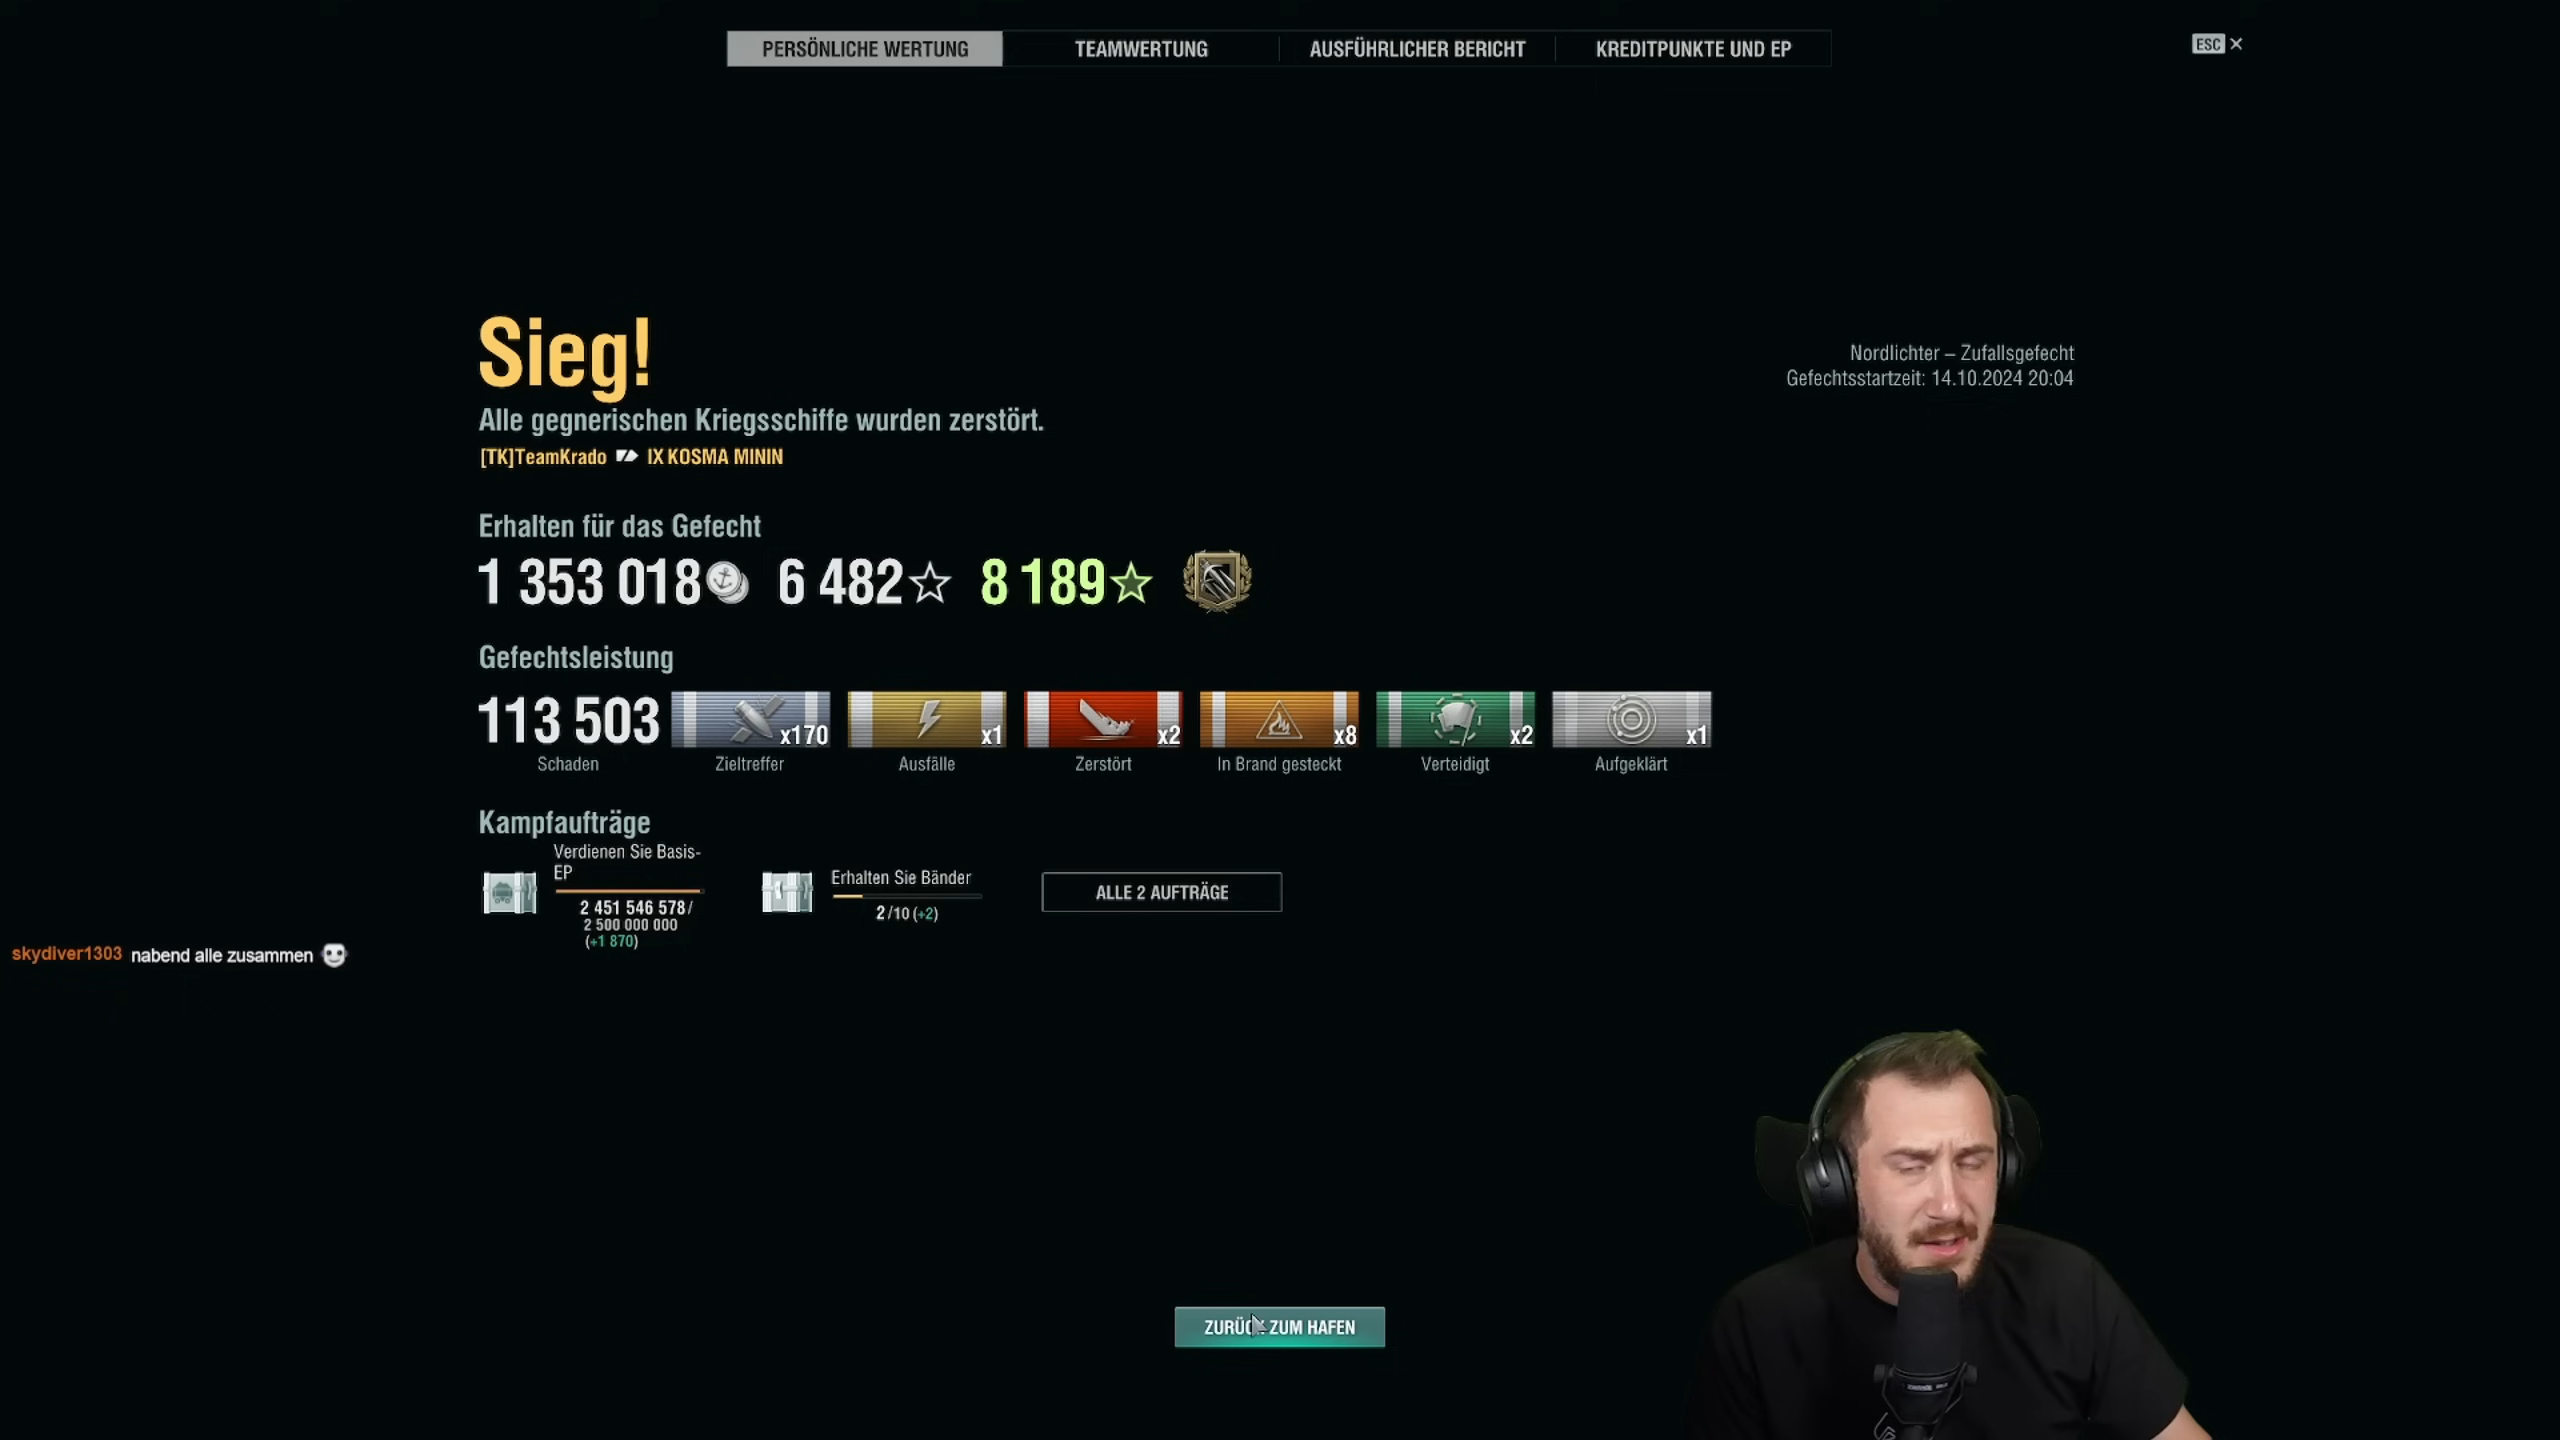 PERSÖNLICHE WERTUNG
TEAMWERTUNG
AUSFÜHRLICHER BERICHT
KREDITPUNKTE UND EP
ESC
Sieg!
Nordlichter – Zufallsgefecht
Gefechtsstartzeit: 14.10.2024 20:04
Alle gegnerischen Kriegsschiffe wurden zerstört.
[TK]TeamKrado IX KOSMA MININ
Erhalten für das Gefecht
1 353 018 6 482 8 189
Gefechtsleistung
113 503 x170 x1 x2 x8 x2 x1
Schaden Zieltreffer Ausfälle Zerstört In Brand gesteckt Verteidigt Aufgeklärt
Kampfaufträge
Verdienen Sie Basis-
EP
2 451 546 578/
2 500 000 000
(+1 870)
Erhalten Sie Bänder
2/10 (+2)
ALLE 2 AUFTRÄGE
skydiver1303 nabend alle zusammen
ZURÜCK ZUM HAFEN